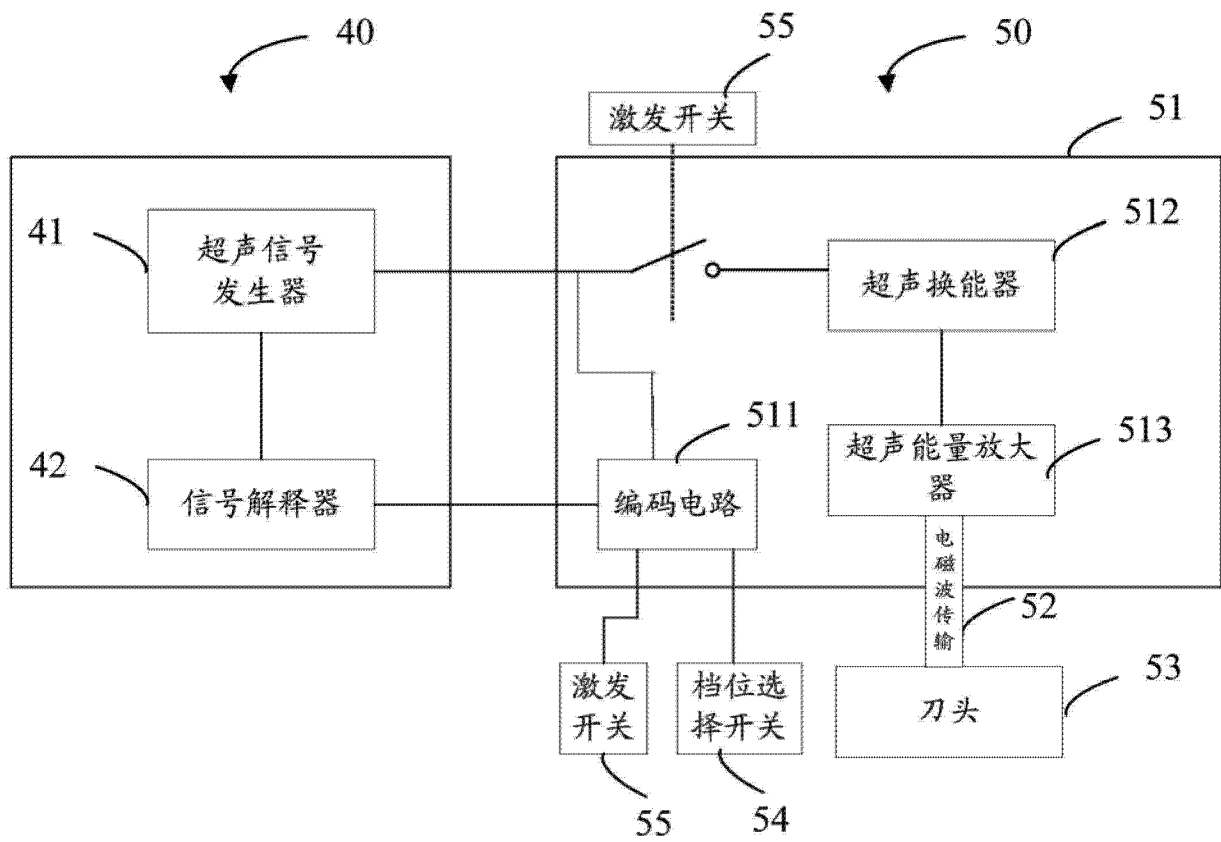 40
55
50
激发开关
51
41
超声信号
发生器
512
超声换能器
42
信号解释器
511
编码电路
513
超声能量放大
器
电
磁
波
传
输
52
激发
开关
档位选
择开关
刀头
53
55
54